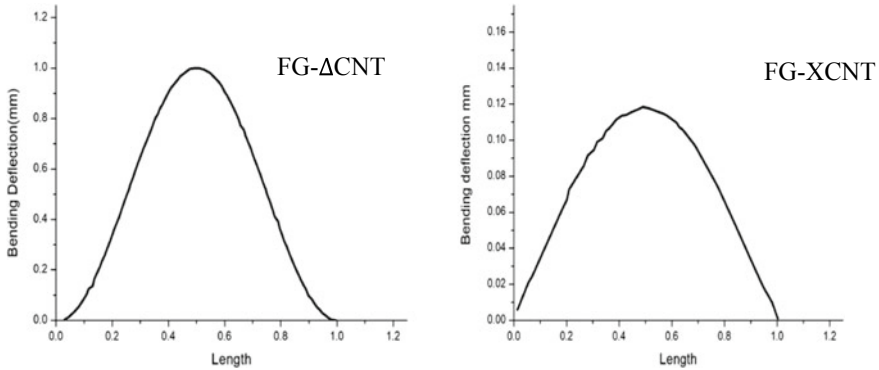 1.2
1.0
0.8
0.6
0.4
0.2
0.0
Bending Deflection(mm)
FG-ΔCNT
0.0 0.2 0.4 0.6 0.8 1.0 1.2
Length
0.16
0.14
0.12
0.10
0.08
0.06
0.04
0.02
0.00
Bending deflection mm
FG-XCNT
0.0 0.2 0.4 0.6 0.8 1.0 1.2
Length